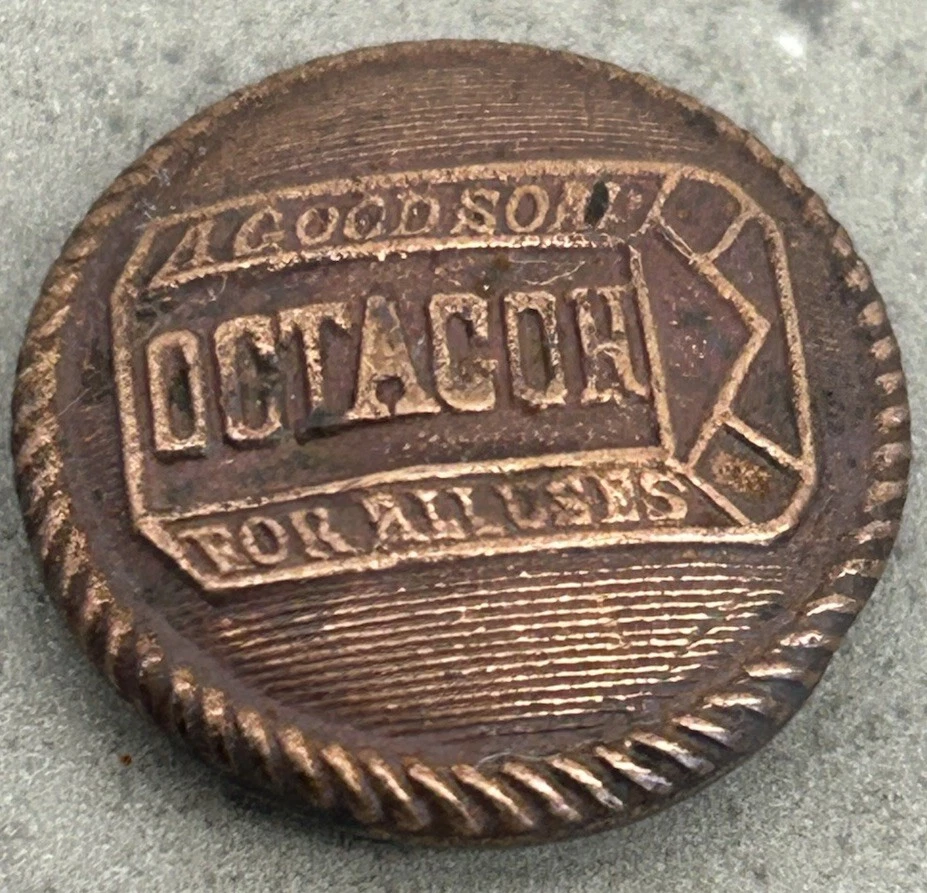 A GOOD SOAP
OCTAGON
FOR ALL USES